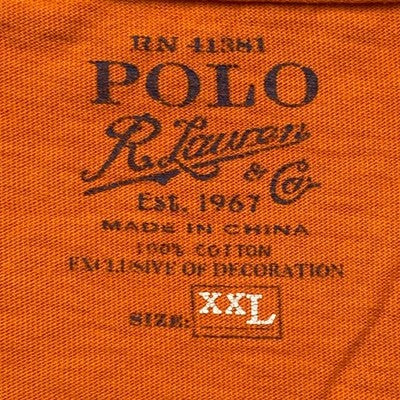 RN 41381
POLO
R. Lauren
& Co.
Est. 1967
MADE IN CHINA
100% COTTON
EXCLUSIVE OF DECORATION
SIZE: XXL